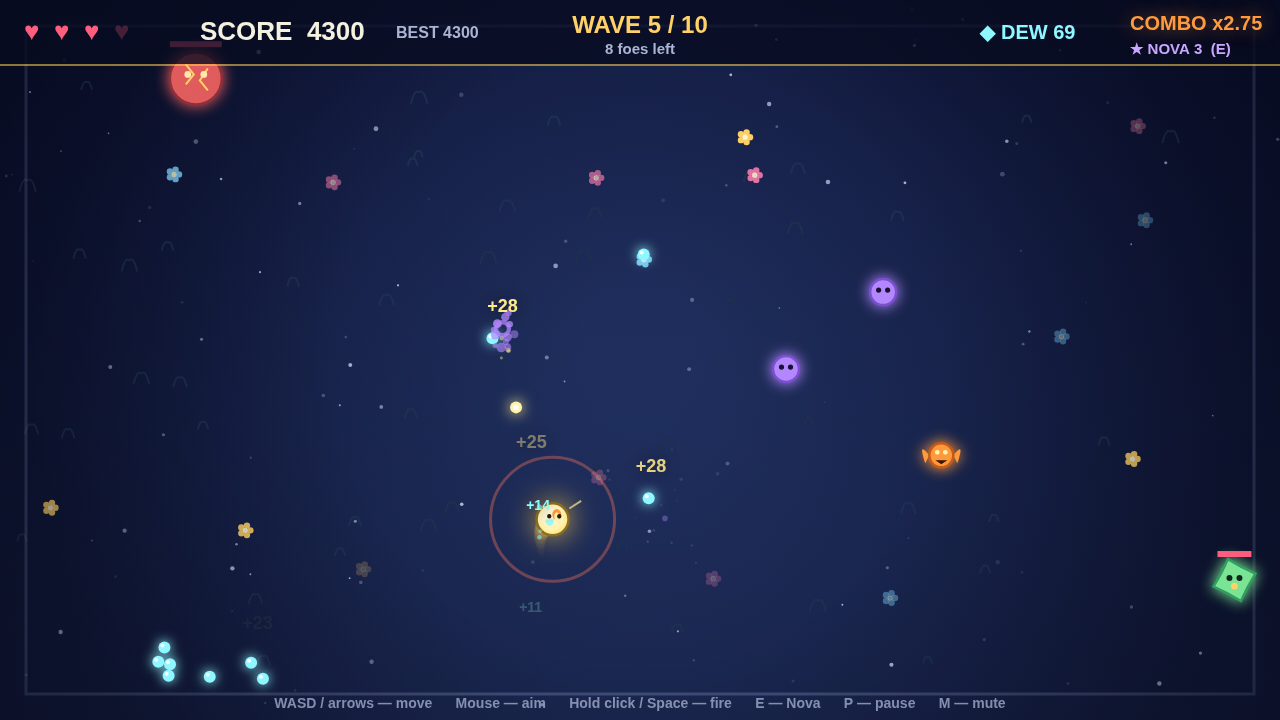 SCORE 4300
BEST 4300
WAVE 5 / 10
8 foes left
◆ DEW 69
COMBO x2.75
★ NOVA 3 (E)
+28
+25
+28
+14
+11
+23
WASD / arrows — move Mouse — aim Hold click / Space — fire E — Nova P — pause M — mute